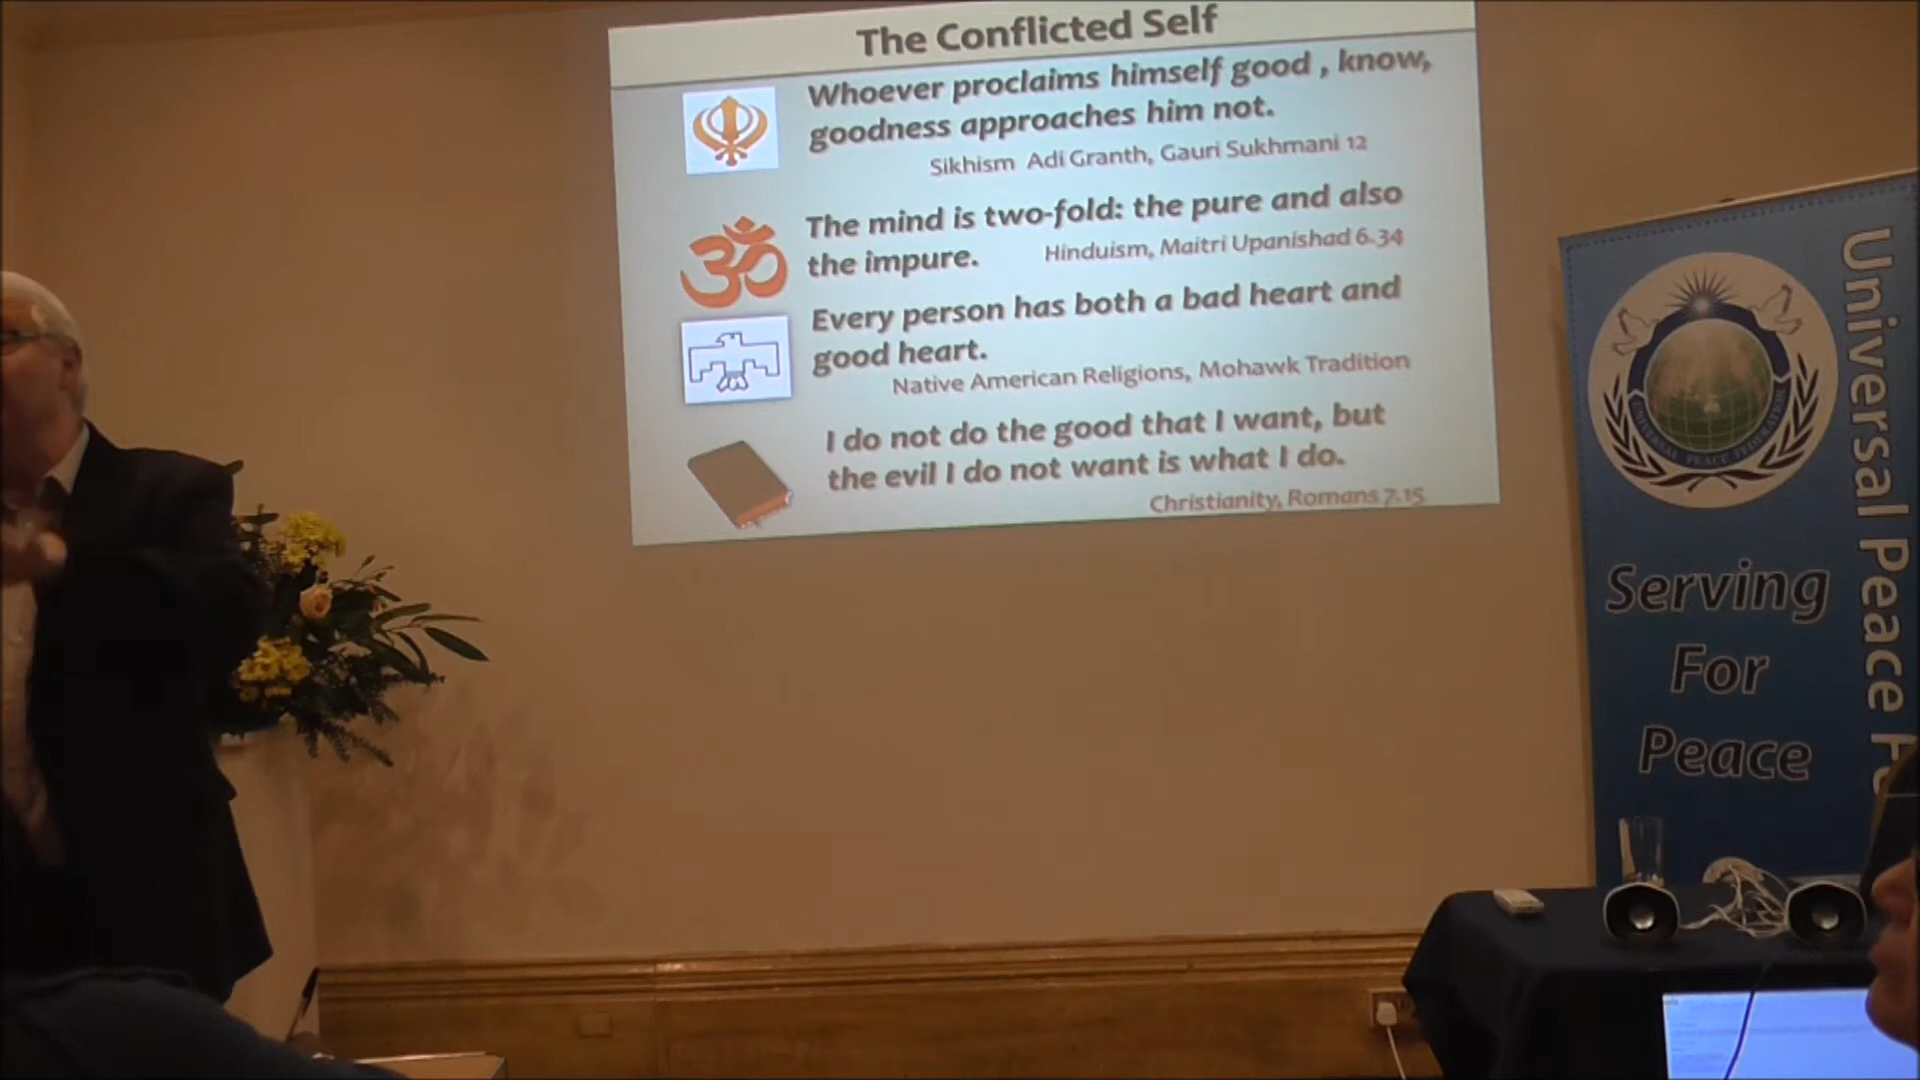 The Conflicted Self
Whoever proclaims himself good , know,
goodness approaches him not.
Sikhism Adi Granth, Gauri Sukhmani 12
The mind is two-fold: the pure and also
the impure. Hinduism, Maitri Upanishad 6.34
Every person has both a bad heart and
good heart.
Native American Religions, Mohawk Tradition
I do not do the good that I want, but
the evil I do not want is what I do.
Christianity, Romans 7.15
Universal Peace
UNIVERSAL PEACE FEDERATION
Serving
For
Peace